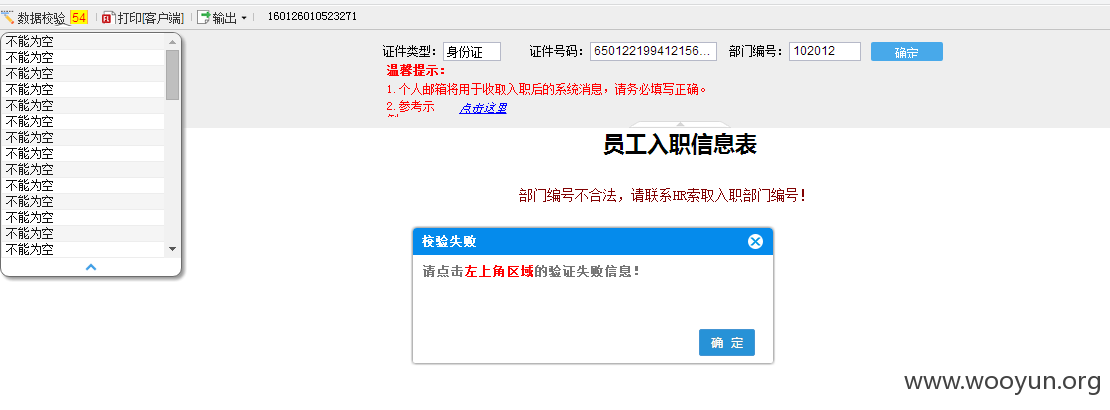 数据校验 54 打印[客户端] 输出 160126010523271
不能为空
不能为空
不能为空
不能为空
不能为空
不能为空
不能为空
不能为空
不能为空
不能为空
不能为空
不能为空
不能为空
不能为空
证件类型: 身份证 证件号码: 650122199412156... 部门编号: 102012 确定
温馨提示：
1.个人邮箱将用于收取入职后的系统消息，请务必填写正确。
2.参考示 点击这里
员工入职信息表
部门编号不合法，请联系HR索取入职部门编号！
校验失败
请点击左上角区域的验证失败信息！
确 定
www.wooyun.org